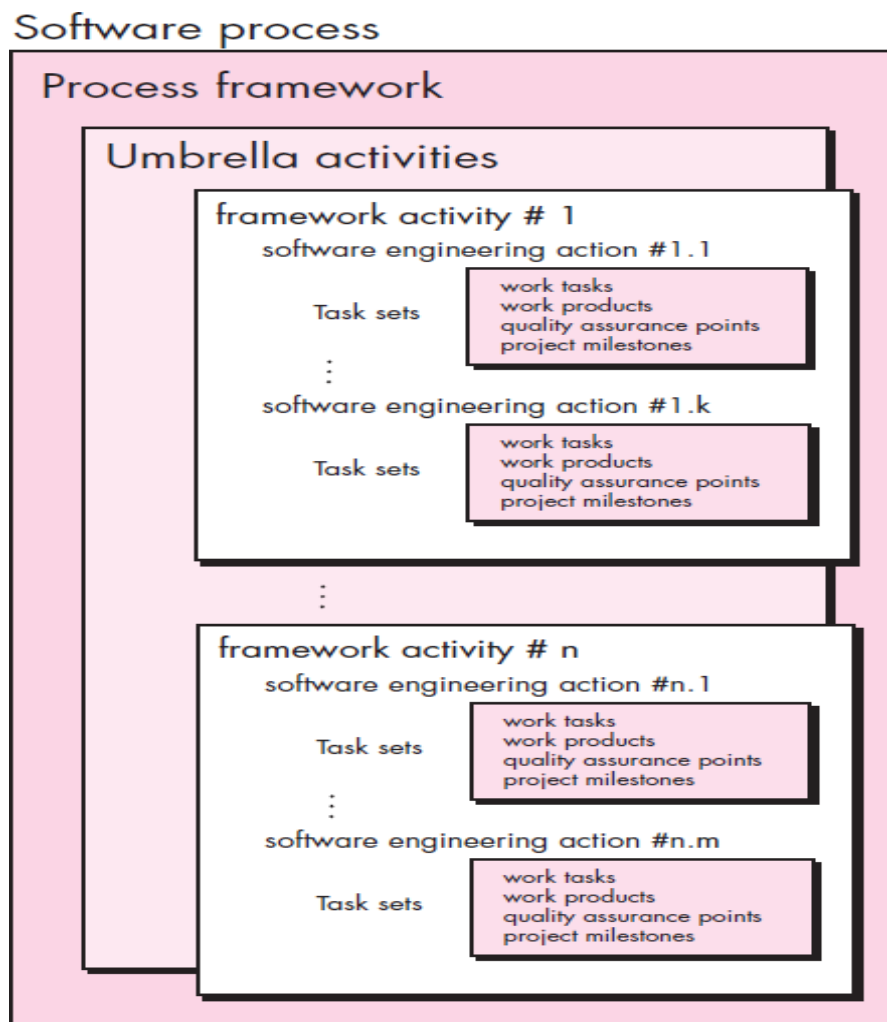 Software process
Process framework
Umbrella activities
framework activity # 1
software engineering action #1.1
Task sets
work tasks
work products
quality assurance points
project milestones
software engineering action #1.k
Task sets
work tasks
work products
quality assurance points
project milestones
framework activity # n
software engineering action #n.1
Task sets
work tasks
work products
quality assurance points
project milestones
software engineering action #n.m
Task sets
work tasks
work products
quality assurance points
project milestones